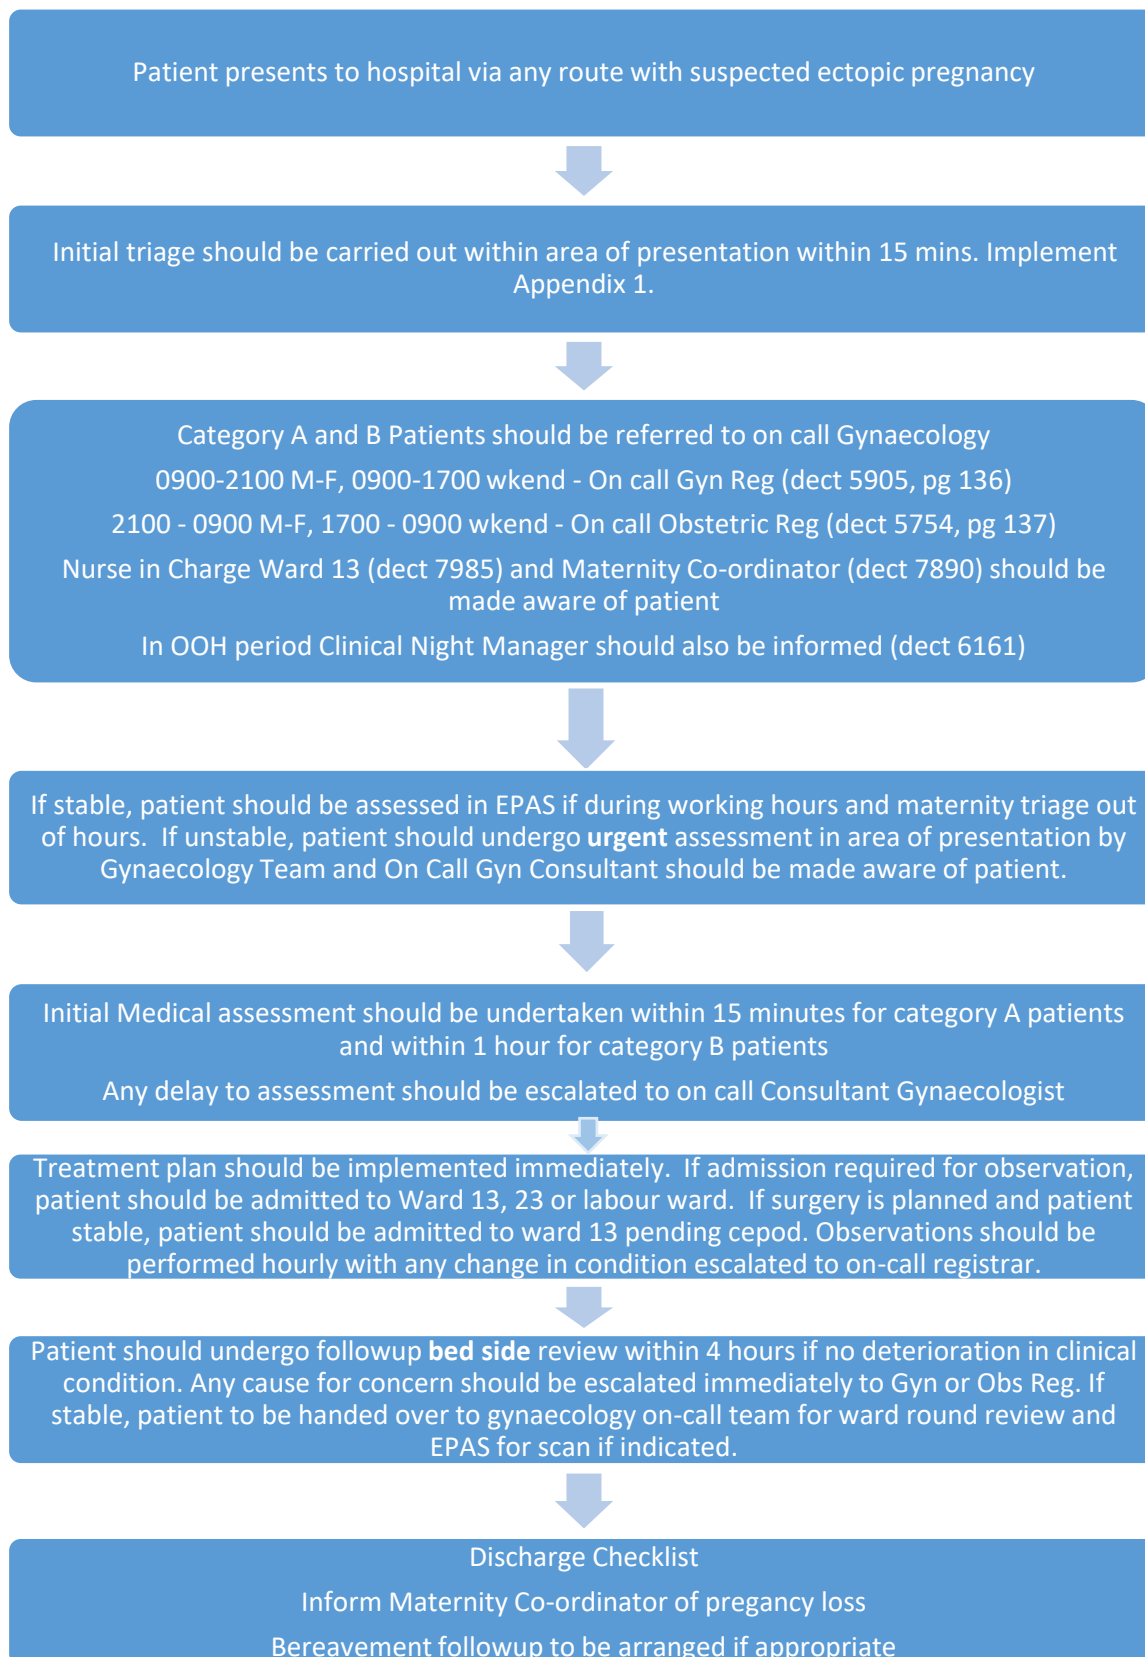 Patient presents to hospital via any route with suspected ectopic pregnancy
Initial triage should be carried out within area of presentation within 15 mins. Implement
Appendix 1.
Category A and B Patients should be referred to on call Gynaecology
0900-2100 M-F, 0900-1700 wkend - On call Gyn Reg (dect 5905, pg 136)
2100 - 0900 M-F, 1700 - 0900 wkend - On call Obstetric Reg (dect 5754, pg 137)
Nurse in Charge Ward 13 (dect 7985) and Maternity Co-ordinator (dect 7890) should be
made aware of patient
In OOH period Clinical Night Manager should also be informed (dect 6161)
If stable, patient should be assessed in EPAS if during working hours and maternity triage out
of hours.  If unstable, patient should undergo urgent assessment in area of presentation by
Gynaecology Team and On Call Gyn Consultant should be made aware of patient.
Initial Medical assessment should be undertaken within 15 minutes for category A patients
and within 1 hour for category B patients
Any delay to assessment should be escalated to on call Consultant Gynaecologist
Treatment plan should be implemented immediately.  If admission required for observation,
patient should be admitted to Ward 13, 23 or labour ward.  If surgery is planned and patient
stable, patient should be admitted to ward 13 pending cepod. Observations should be
performed hourly with any change in condition escalated to on-call registrar.
Patient should undergo followup bed side review within 4 hours if no deterioration in clinical
condition. Any cause for concern should be escalated immediately to Gyn or Obs Reg. If
stable, patient to be handed over to gynaecology on-call team for ward round review and
EPAS for scan if indicated.
Discharge Checklist
Inform Maternity Co-ordinator of pregancy loss
Bereavement followup to be arranged if appropriate